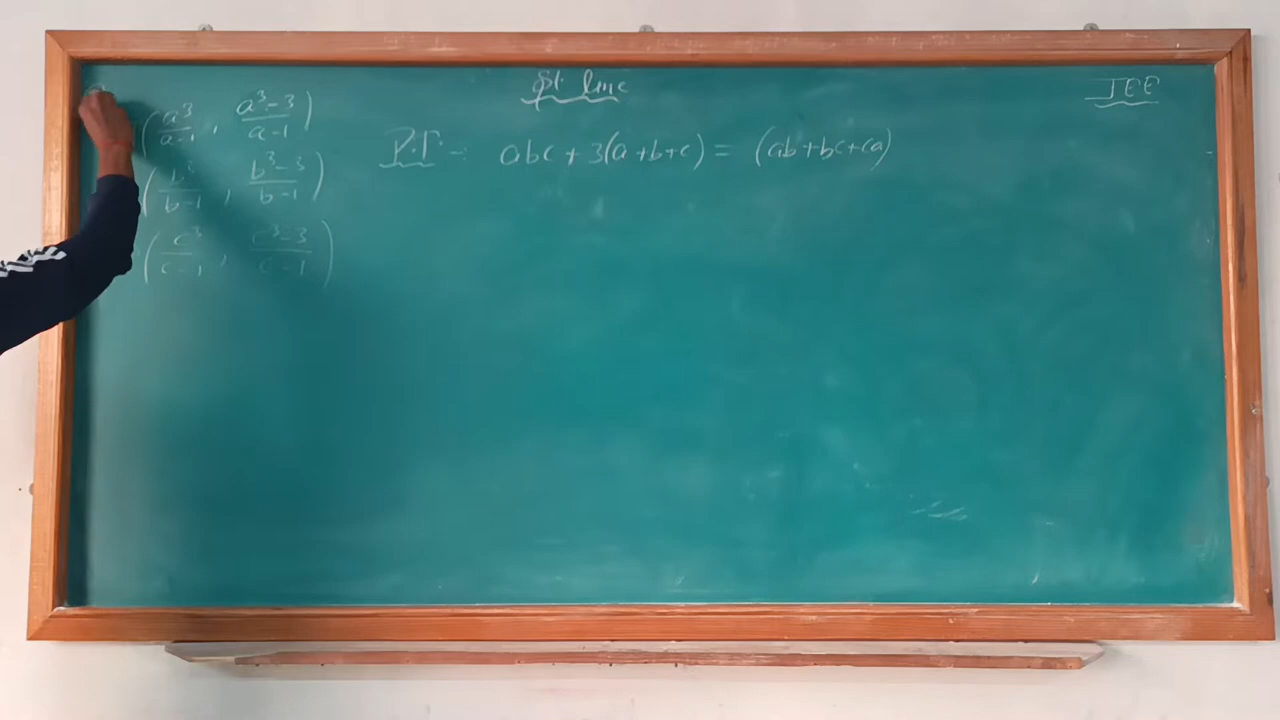 St. line
JEE
(a³/a-1, a³-3/a-1)
P.T:- abc + 3(a+b+c) = (ab+bc+ca)
(b³/b-1, b³-3/b-1)
(c³/c-1, c³-3/c-1)